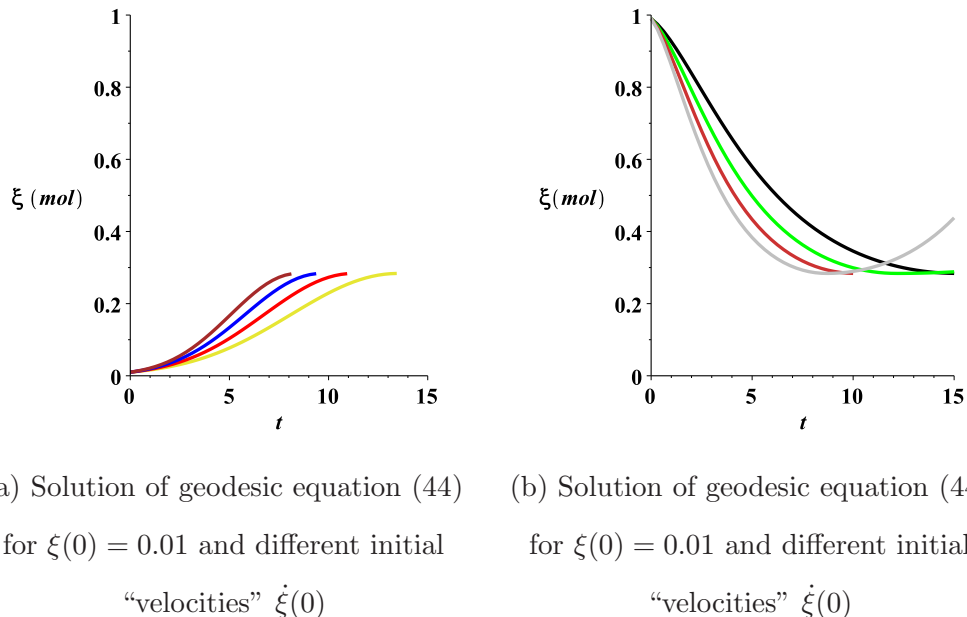 1
0.8
0.6
ξ (mol)
0.4
0.2
0
0 5 10 15
t
1
0.8
0.6
ξ(mol)
0.4
0.2
0
0 5 10 15
t
a) Solution of geodesic equation (44)
for ξ(0) = 0.01 and different initial
“velocities” ξ̇(0)
(b) Solution of geodesic equation (44
for ξ(0) = 0.01 and different initial
“velocities” ξ̇(0)